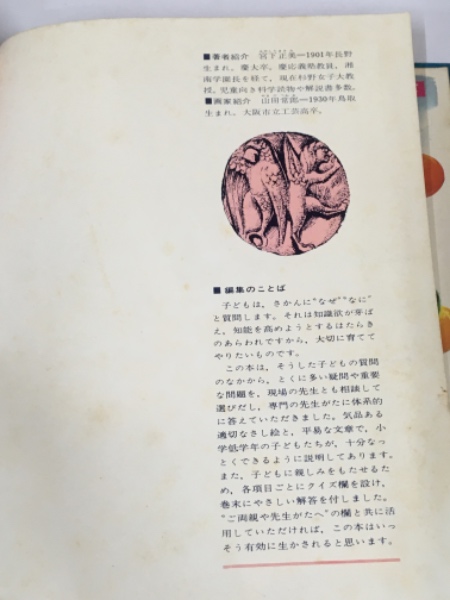 ■著者紹介 宮下正美—1901年長野
生まれ。慶大卒。慶応義塾教員，湘
南学園長を経て，現在杉野女子大教
授。児童向き科学読物や解説書多数。
■画家紹介 山田 —1930年鳥取
生まれ。大阪市立工芸高卒。
■編集のことば
子どもは，さかんに“なぜ”“なに”
と質問します。それは知識欲が芽ば
え，知能を高めようとするはたらき
のあらわれですから，大切に育てて
やりたいものです。
この本は，そうした子どもの質問
のなかから，とくに多い疑問や重要
な問題を，現場の先生とも相談して
選びだし，専門の先生がたに体系的
に答えていただきました。気品ある
適切なさし絵と，平易な文章で，小
学低学年の子どもたちが，十分なっ
とくできるように説明してあります。
また，子どもに親しみをもたせるた
め，各項目ごとにクイズ欄を設け，
巻末にやさしい解答を付しました。
“ご両親や先生がたへ”の欄と共に活
用していただければ，この本はいっ
そう有効に生かされると思います。